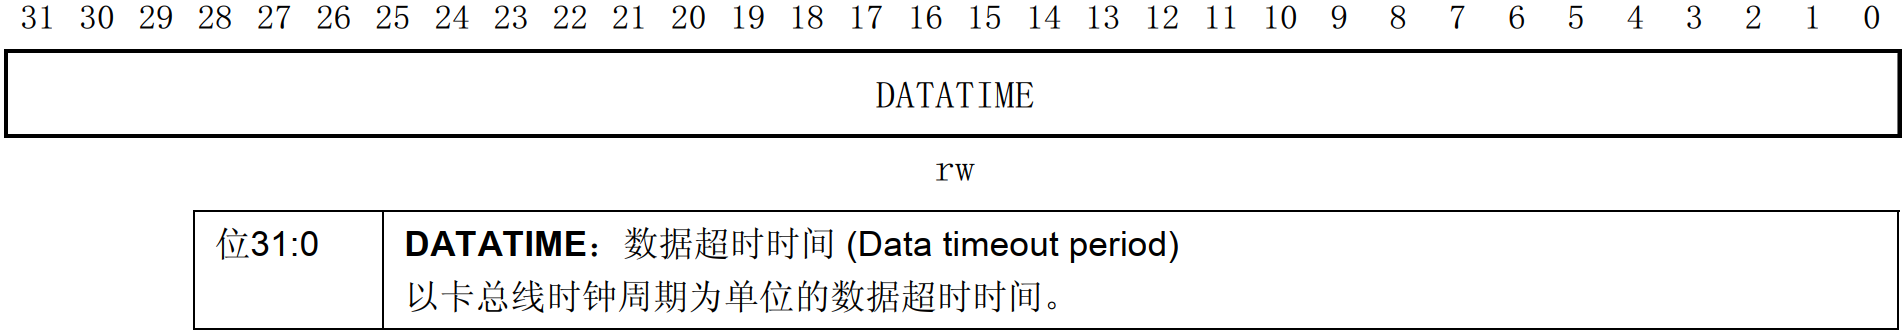 31 30 29 28 27 26 25 24 23 22 21 20 19 18 17 16 15 14 13 12 11 10 9 8 7 6 5 4 3 2 1 0
DATATIME
rw
位31:0
DATATIME：数据超时时间 (Data timeout period)
以卡总线时钟周期为单位的数据超时时间。